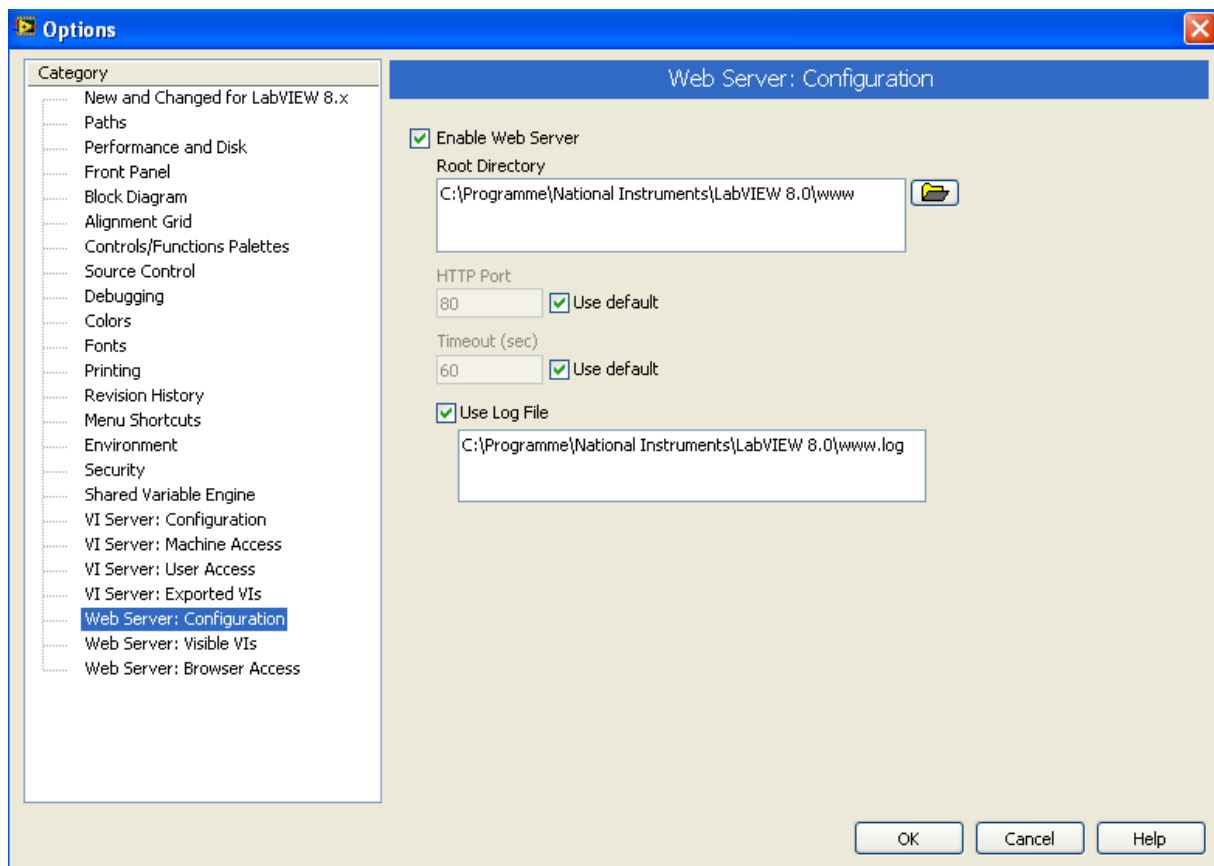 Options
Category
New and Changed for LabVIEW 8.x
Paths
Performance and Disk
Front Panel
Block Diagram
Alignment Grid
Controls/Functions Palettes
Source Control
Debugging
Colors
Fonts
Printing
Revision History
Menu Shortcuts
Environment
Security
Shared Variable Engine
VI Server: Configuration
VI Server: Machine Access
VI Server: User Access
VI Server: Exported VIs
Web Server: Configuration
Web Server: Visible VIs
Web Server: Browser Access
Web Server: Configuration
Enable Web Server
Root Directory
C:\Programme\National Instruments\LabVIEW 8.0\www
HTTP Port
80 Use default
Timeout (sec)
60 Use default
Use Log File
C:\Programme\National Instruments\LabVIEW 8.0\www.log
OK Cancel Help